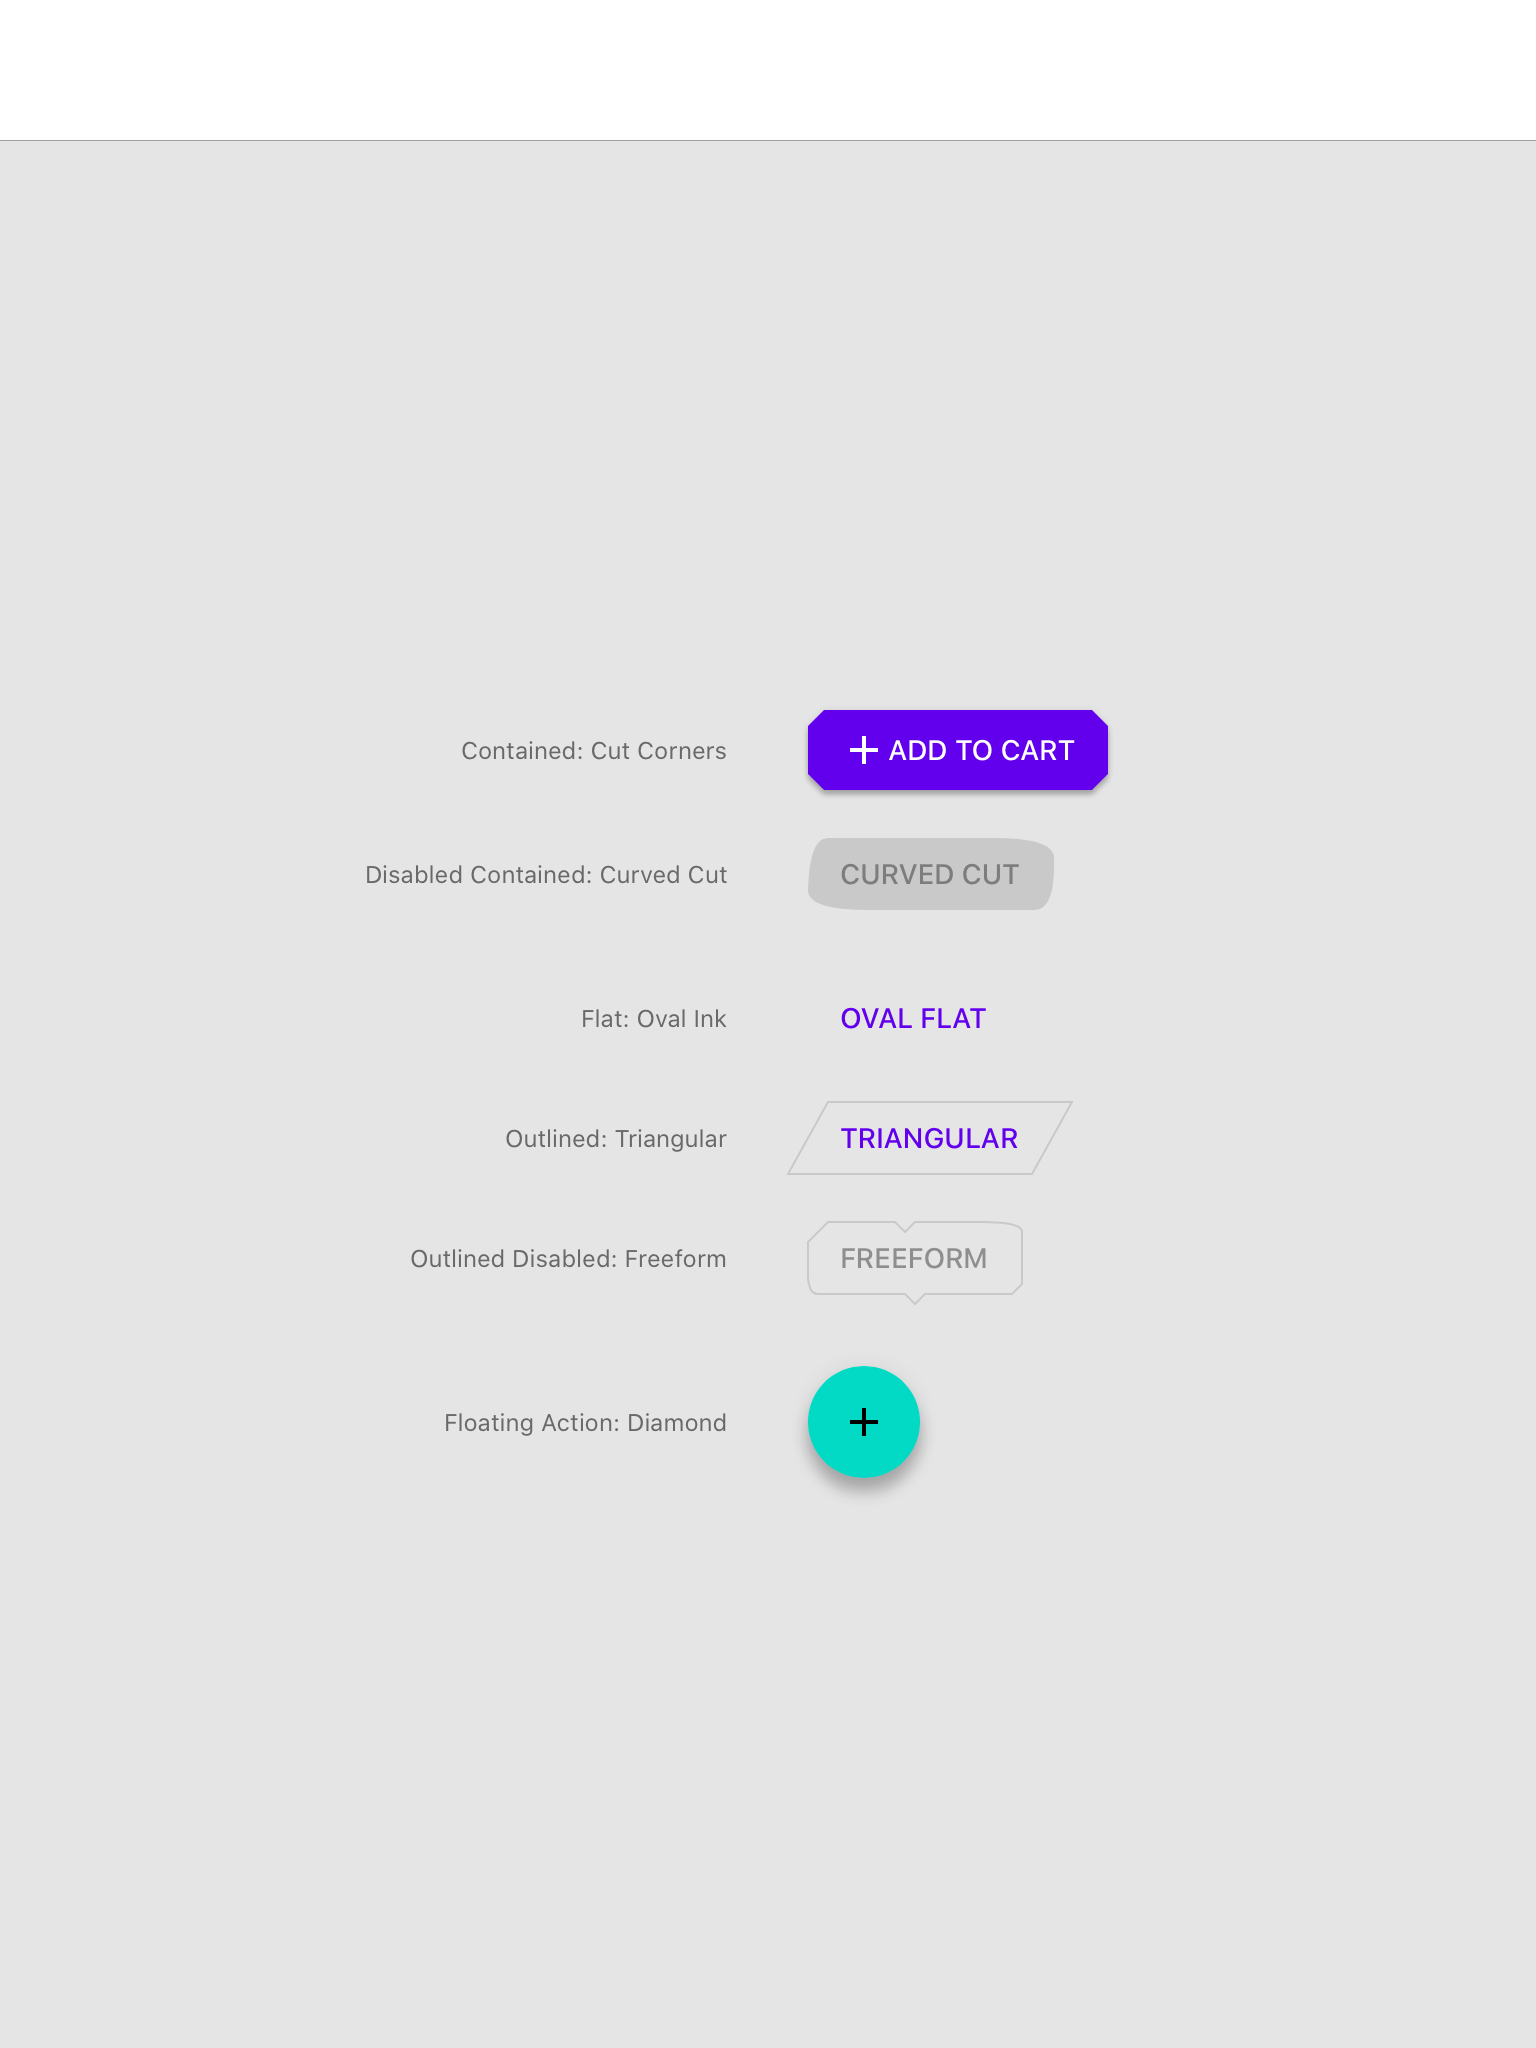 Contained: Cut Corners
ADD TO CART
Disabled Contained: Curved Cut
CURVED CUT
Flat: Oval Ink
OVAL FLAT
Outlined: Triangular
TRIANGULAR
Outlined Disabled: Freeform
FREEFORM
Floating Action: Diamond